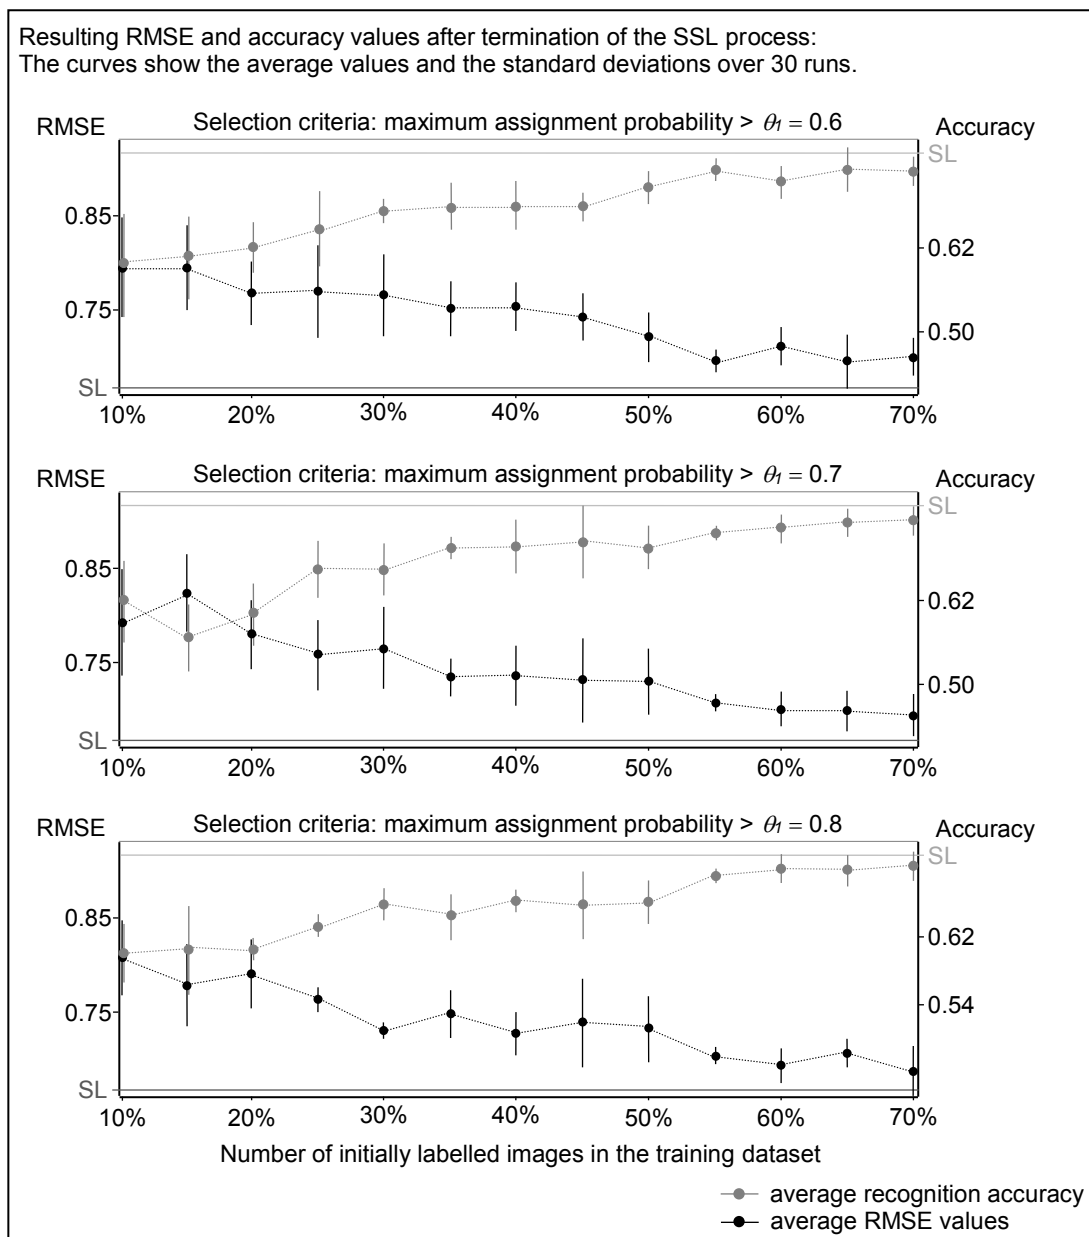 Resulting RMSE and accuracy values after termination of the SSL process:
The curves show the average values and the standard deviations over 30 runs.
RMSE
Selection criteria: maximum assignment probability > θ₁ = 0.6
Accuracy
SL
0.85
0.62
0.75
0.50
SL
10% 20% 30% 40% 50% 60% 70%
RMSE
Selection criteria: maximum assignment probability > θ₁ = 0.7
Accuracy
SL
0.85
0.62
0.75
0.50
SL
10% 20% 30% 40% 50% 60% 70%
RMSE
Selection criteria: maximum assignment probability > θ₁ = 0.8
Accuracy
SL
0.85
0.62
0.75
0.54
SL
10% 20% 30% 40% 50% 60% 70%
Number of initially labelled images in the training dataset
average recognition accuracy
average RMSE values